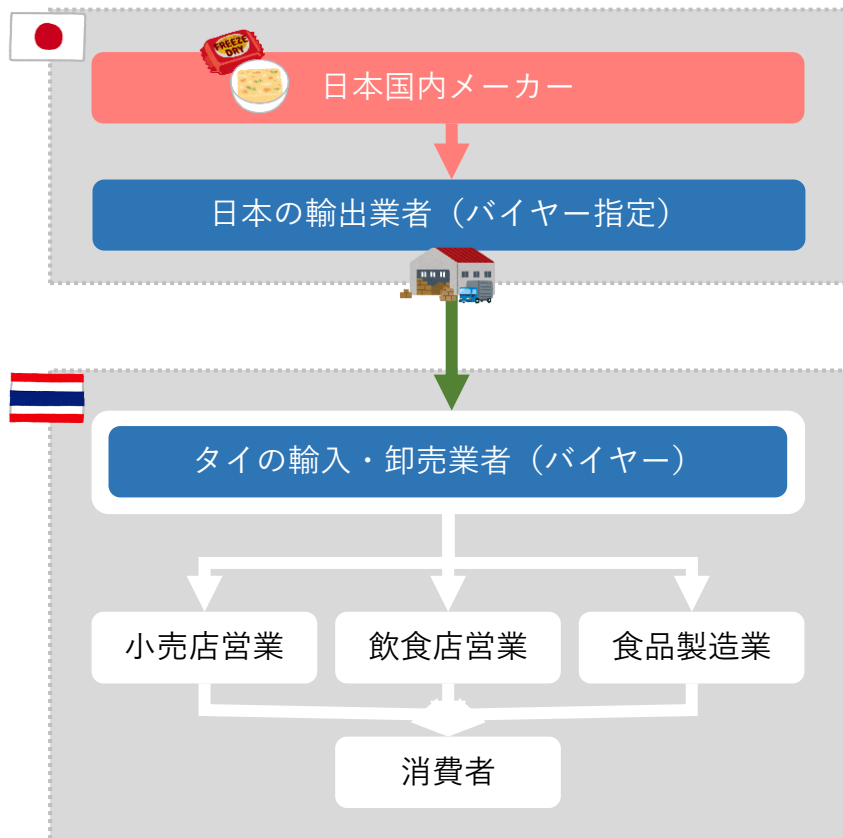 FREEZE
DRY
日本国内メーカー
日本の輸出業者（バイヤー指定）
タイの輸入・卸売業者（バイヤー）
小売店営業
飲食店営業
食品製造業
消費者